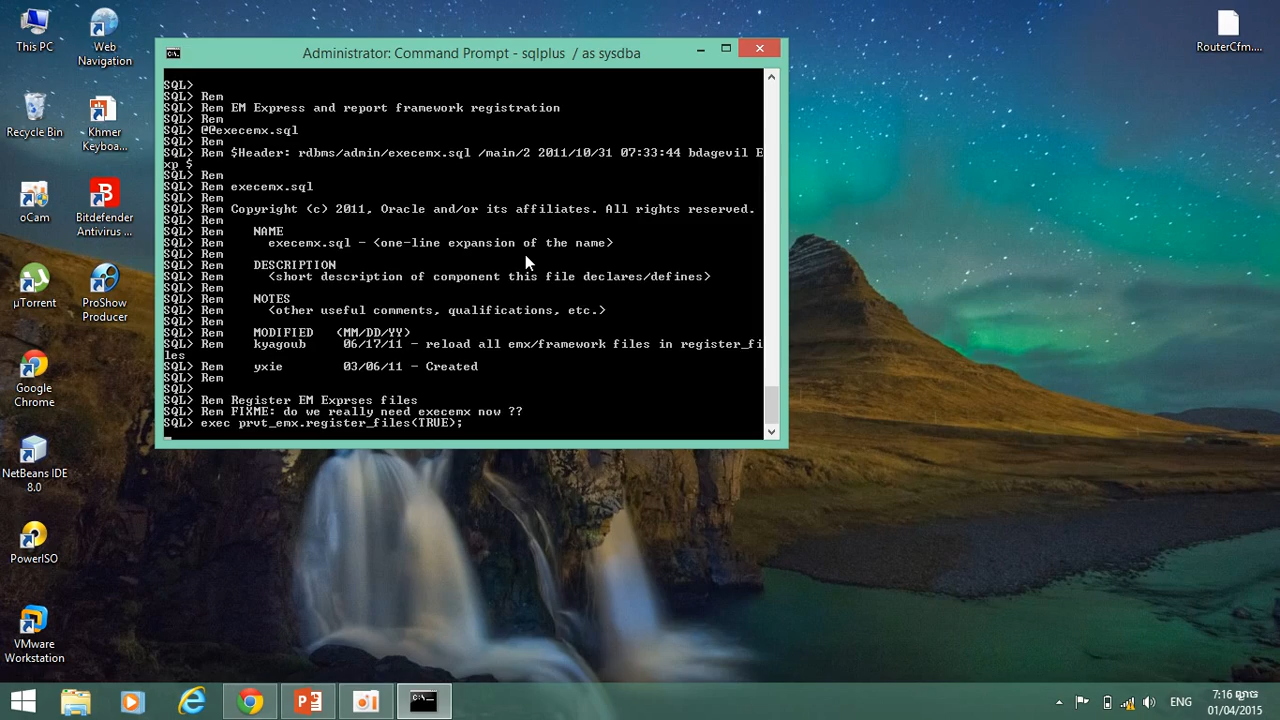 This PC
Web
Navigation
Recycle Bin
Khmer
Keyboa...
oCam
Bitdefender
Antivirus ...
µTorrent
ProShow
Producer
Google
Chrome
NetBeans IDE
8.0
PowerISO
VMware
Workstation
RouterCfm....
Administrator: Command Prompt - sqlplus / as sysdba
SQL>
SQL> Rem
SQL> Rem EM Express and report framework registration
SQL> Rem
SQL> @@execemx.sql
SQL> Rem
SQL> Rem $Header: rdbms/admin/execemx.sql /main/2 2011/10/31 07:33:44 bdagevil E
xp $
SQL> Rem
SQL> Rem execemx.sql
SQL> Rem
SQL> Rem Copyright (c) 2011, Oracle and/or its affiliates. All rights reserved.
SQL> Rem
SQL> Rem    NAME
SQL> Rem      execemx.sql - <one-line expansion of the name>
SQL> Rem
SQL> Rem    DESCRIPTION
SQL> Rem      <short description of component this file declares/defines>
SQL> Rem
SQL> Rem    NOTES
SQL> Rem      <other useful comments, qualifications, etc.>
SQL> Rem
SQL> Rem    MODIFIED   (MM/DD/YY)
SQL> Rem    kyagoub     06/17/11 - reload all emx/framework files in register_fi
les
SQL> Rem    yxie        03/06/11 - Created
SQL> Rem
SQL>
SQL> Rem Register EM Exprses files
SQL> Rem FIXME: do we really need execemx now ??
SQL> exec prvt_emx.register_files(TRUE);
ENG
7:16
01/04/2015